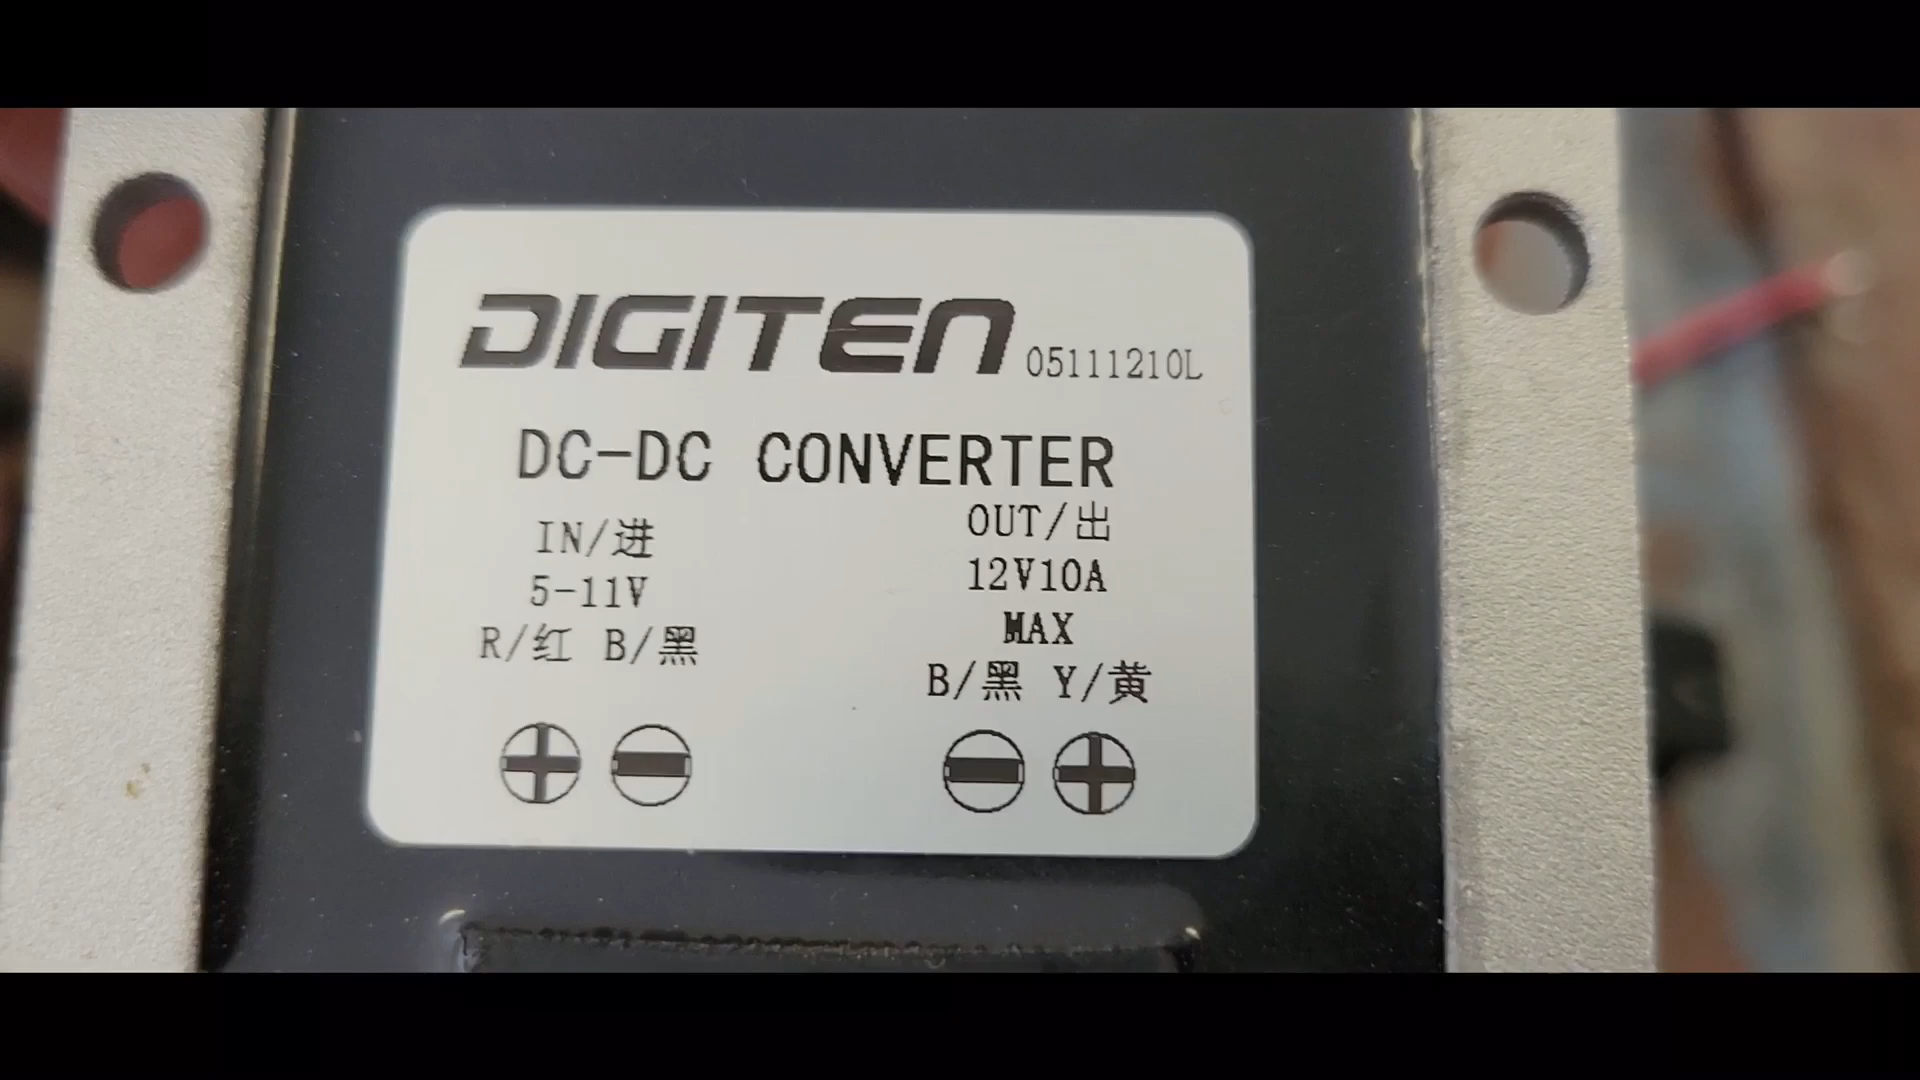 DIGITEN 05111210L
DC-DC CONVERTER
IN/进
5-11V
R/红 B/黑
OUT/出
12V10A
MAX
B/黑 Y/黄